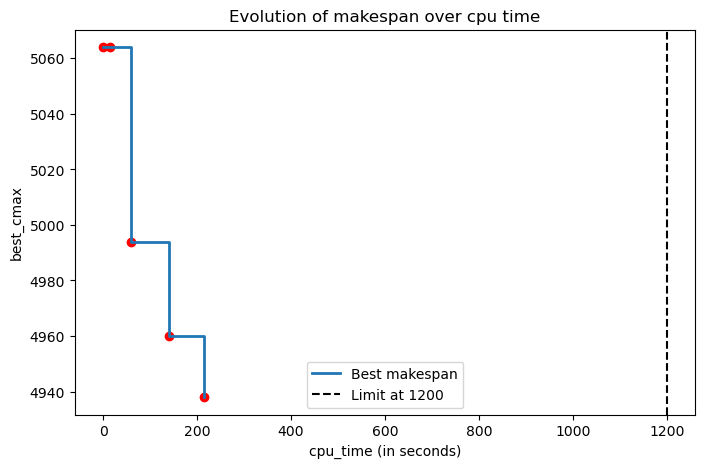 Evolution of makespan over cpu time
best_cmax
5060
5040
5020
5000
4980
4960
4940
Best makespan
Limit at 1200
0 200 400 600 800 1000 1200
cpu_time (in seconds)